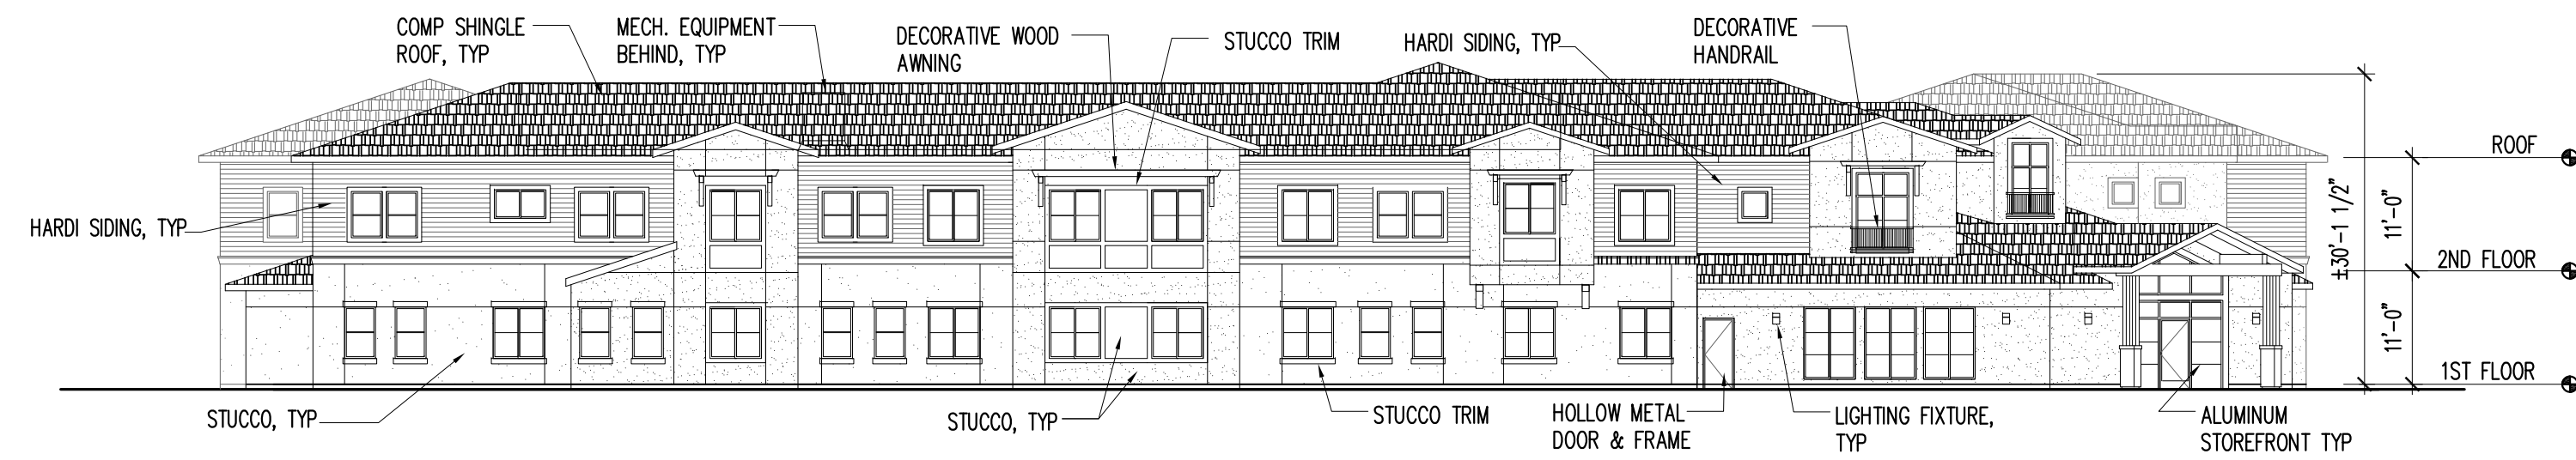 COMP SHINGLE
ROOF, TYP
MECH. EQUIPMENT
BEHIND, TYP
DECORATIVE WOOD
AWNING
STUCCO TRIM
HARDI SIDING, TYP
DECORATIVE
HANDRAIL
ROOF
11'-0"
±30'-1 1/2"
2ND FLOOR
11'-0"
1ST FLOOR
HARDI SIDING, TYP
STUCCO, TYP
STUCCO, TYP
STUCCO TRIM
HOLLOW METAL
DOOR & FRAME
LIGHTING FIXTURE,
TYP
ALUMINUM
STOREFRONT TYP